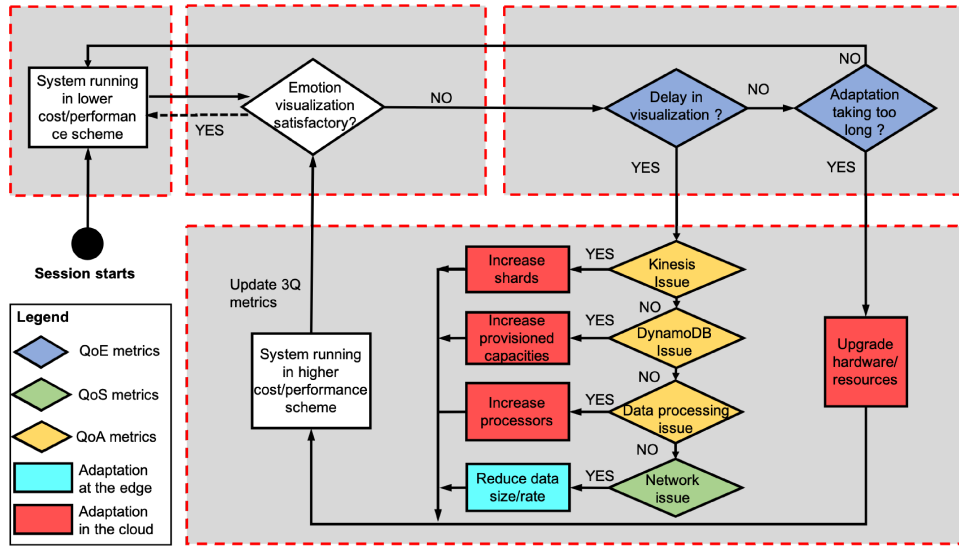 System running
in lower
cost/performan
ce scheme
YES
Emotion
visualization
satisfactory?
NO
Delay in
visualization ?
NO
NO
Adaptation
taking too
long ?
YES
YES
Session starts
Update 3Q
metrics
System running
in higher
cost/performance
scheme
Increase
shards
YES
Kinesis
Issue
NO
Increase
provisioned
capacities
YES
DynamoDB
Issue
NO
Increase
processors
YES
Data processing
issue
NO
Reduce data
size/rate
YES
Network
issue
Upgrade
hardware/
resources
Legend
QoE metrics
QoS metrics
QoA metrics
Adaptation
at the edge
Adaptation
in the cloud